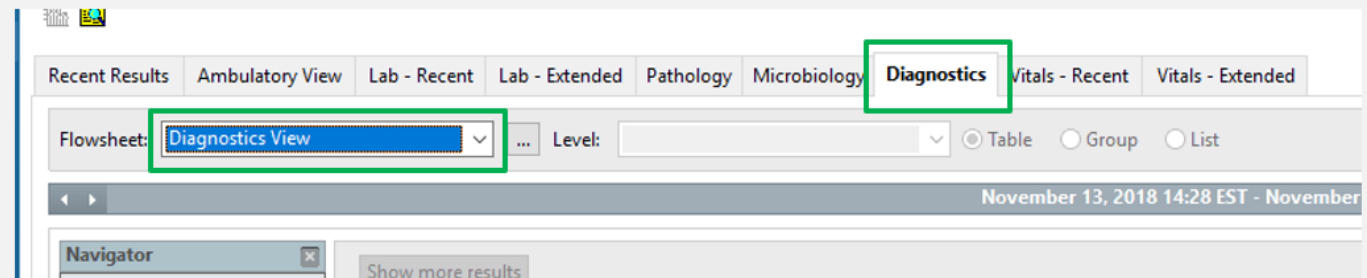 Recent Results Ambulatory View Lab - Recent Lab - Extended Pathology Microbiology Diagnostics Vitals - Recent Vitals - Extended
Flowsheet: Diagnostics View ... Level: Table Group List
November 13, 2018 14:28 EST - November
Navigator
Show more results